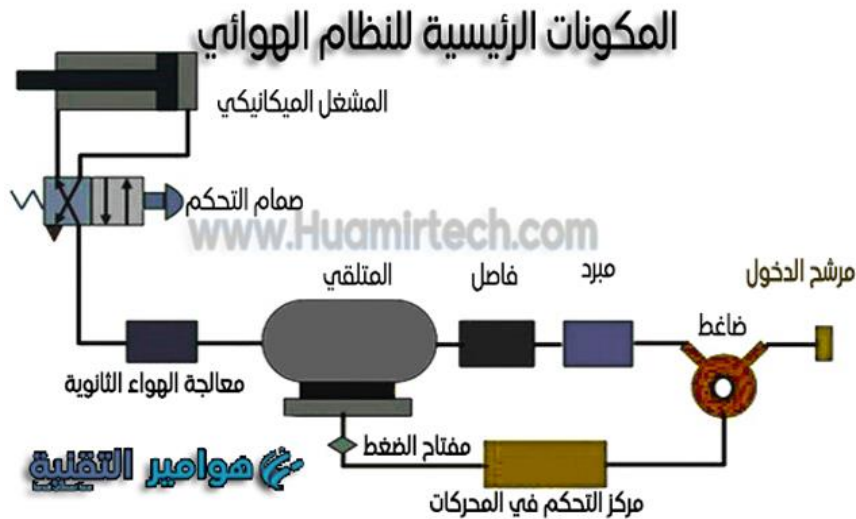 المكونات الرئيسية للنظام الهوائي
المشغل الميكانيكي
صمام التحكم
www.Huamirtech.com
مرشح الدخول
ضاغط
مبرد
فاصل
المتلقي
معالجة الهواء الثانوية
مفتاح الضغط
مركز التحكم في المحركات
هوامير التقنية